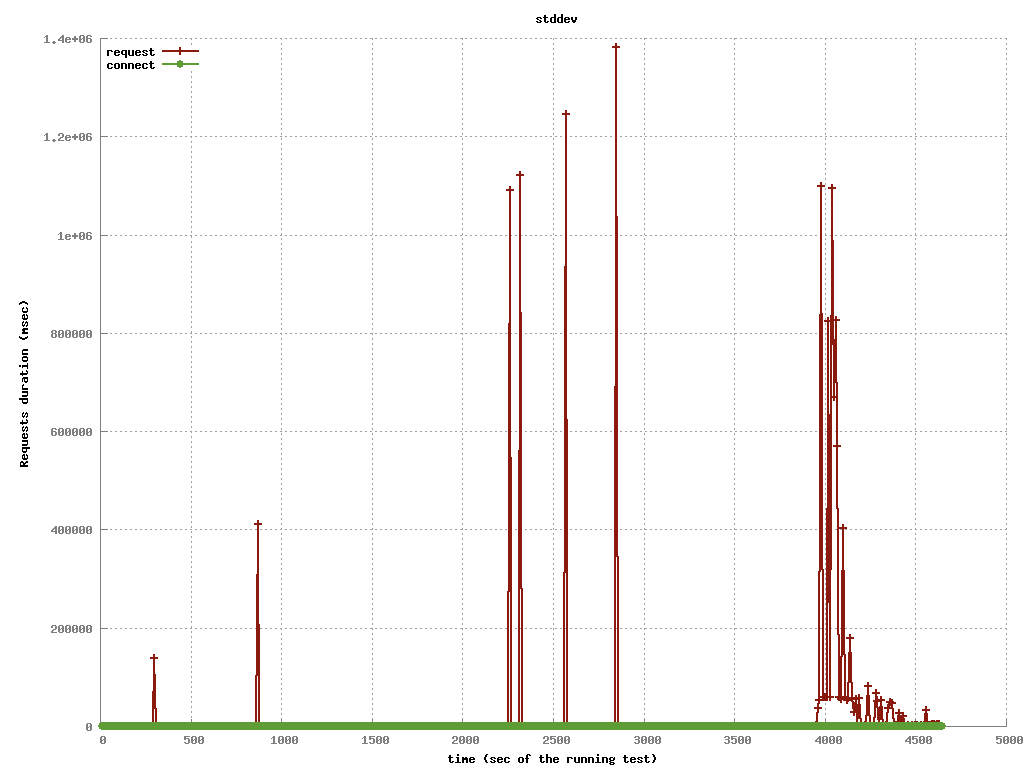 stddev
1.4e+06
request
connect
1.2e+06
1e+06
800000
Requests duration (msec)
600000
400000
200000
0
0 500 1000 1500 2000 2500 3000 3500 4000 4500 5000
time (sec of the running test)